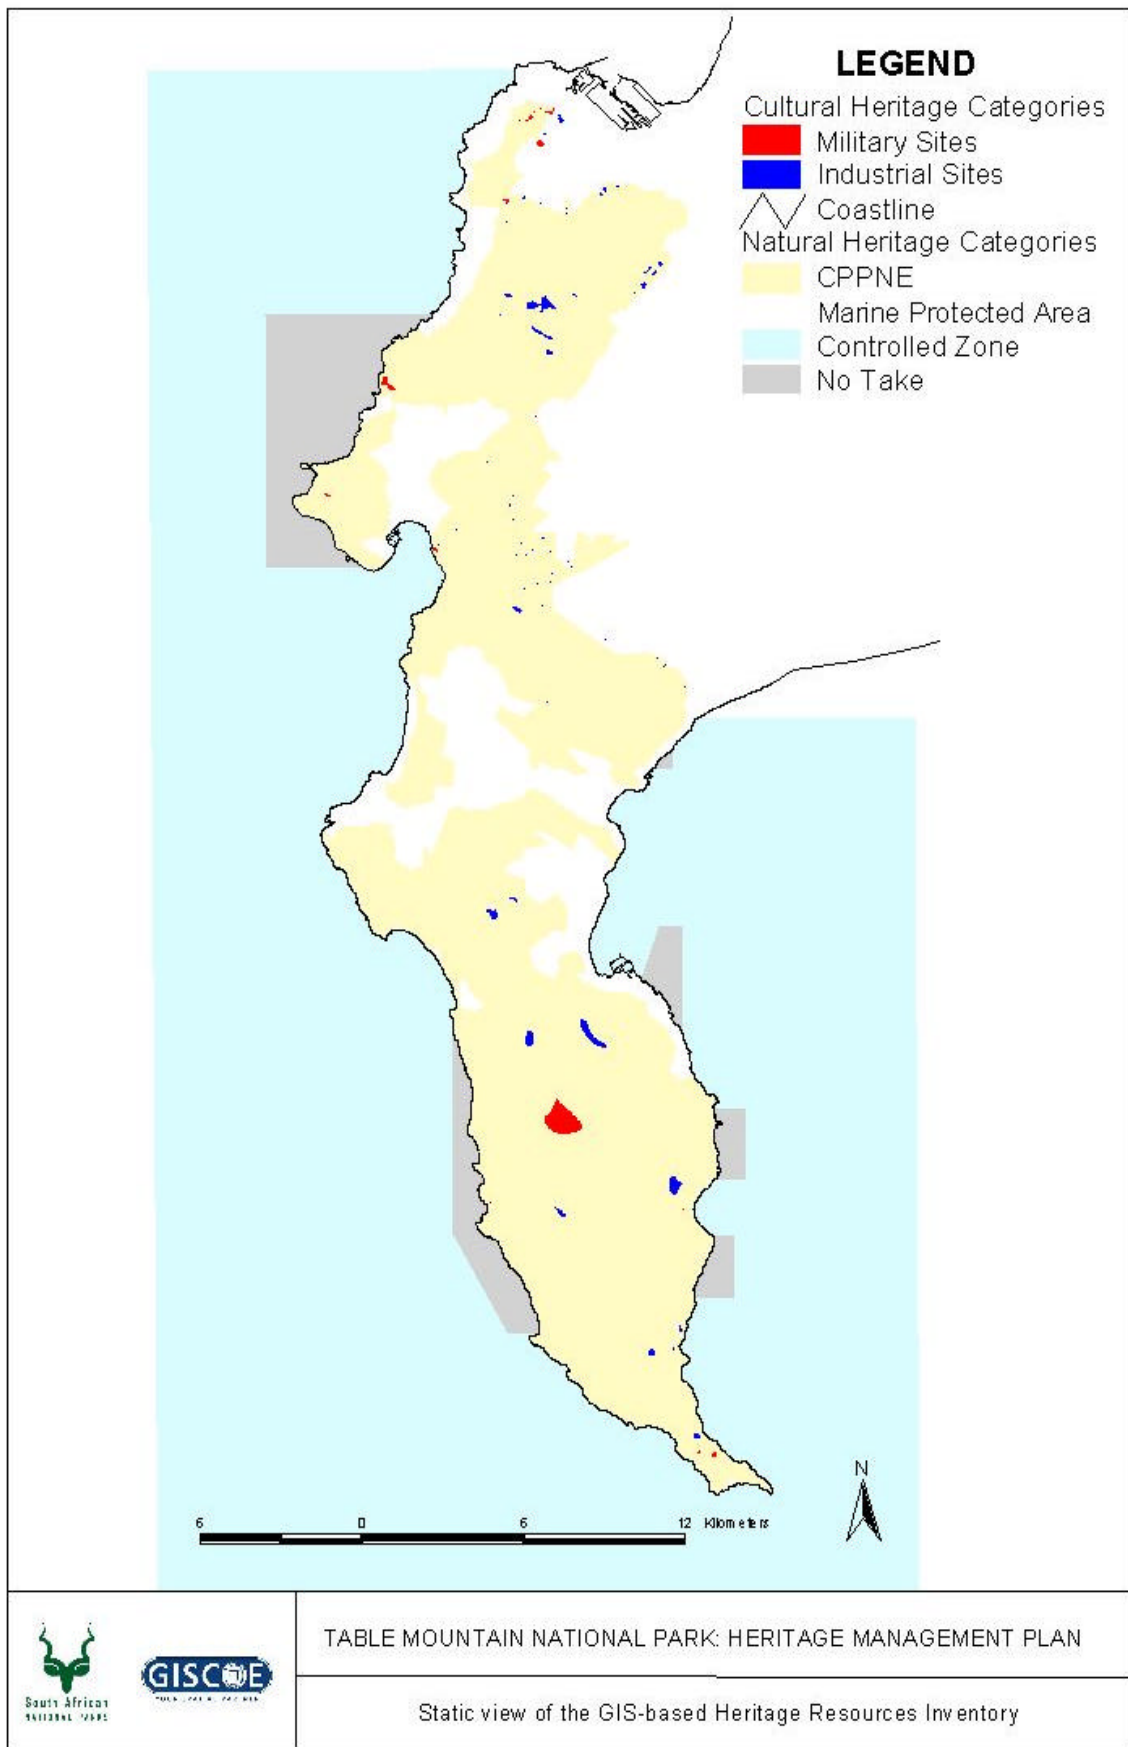 LEGEND
Cultural Heritage Categories
Military Sites
Industrial Sites
Coastline
Natural Heritage Categories
CPPNE
Marine Protected Area
Controlled Zone
No Take
N
6 0 6 12 Kilometers
South African
NATIONAL PARKS
GISCOE
TABLE MOUNTAIN NATIONAL PARK: HERITAGE MANAGEMENT PLAN
Static view of the GIS-based Heritage Resources Inventory